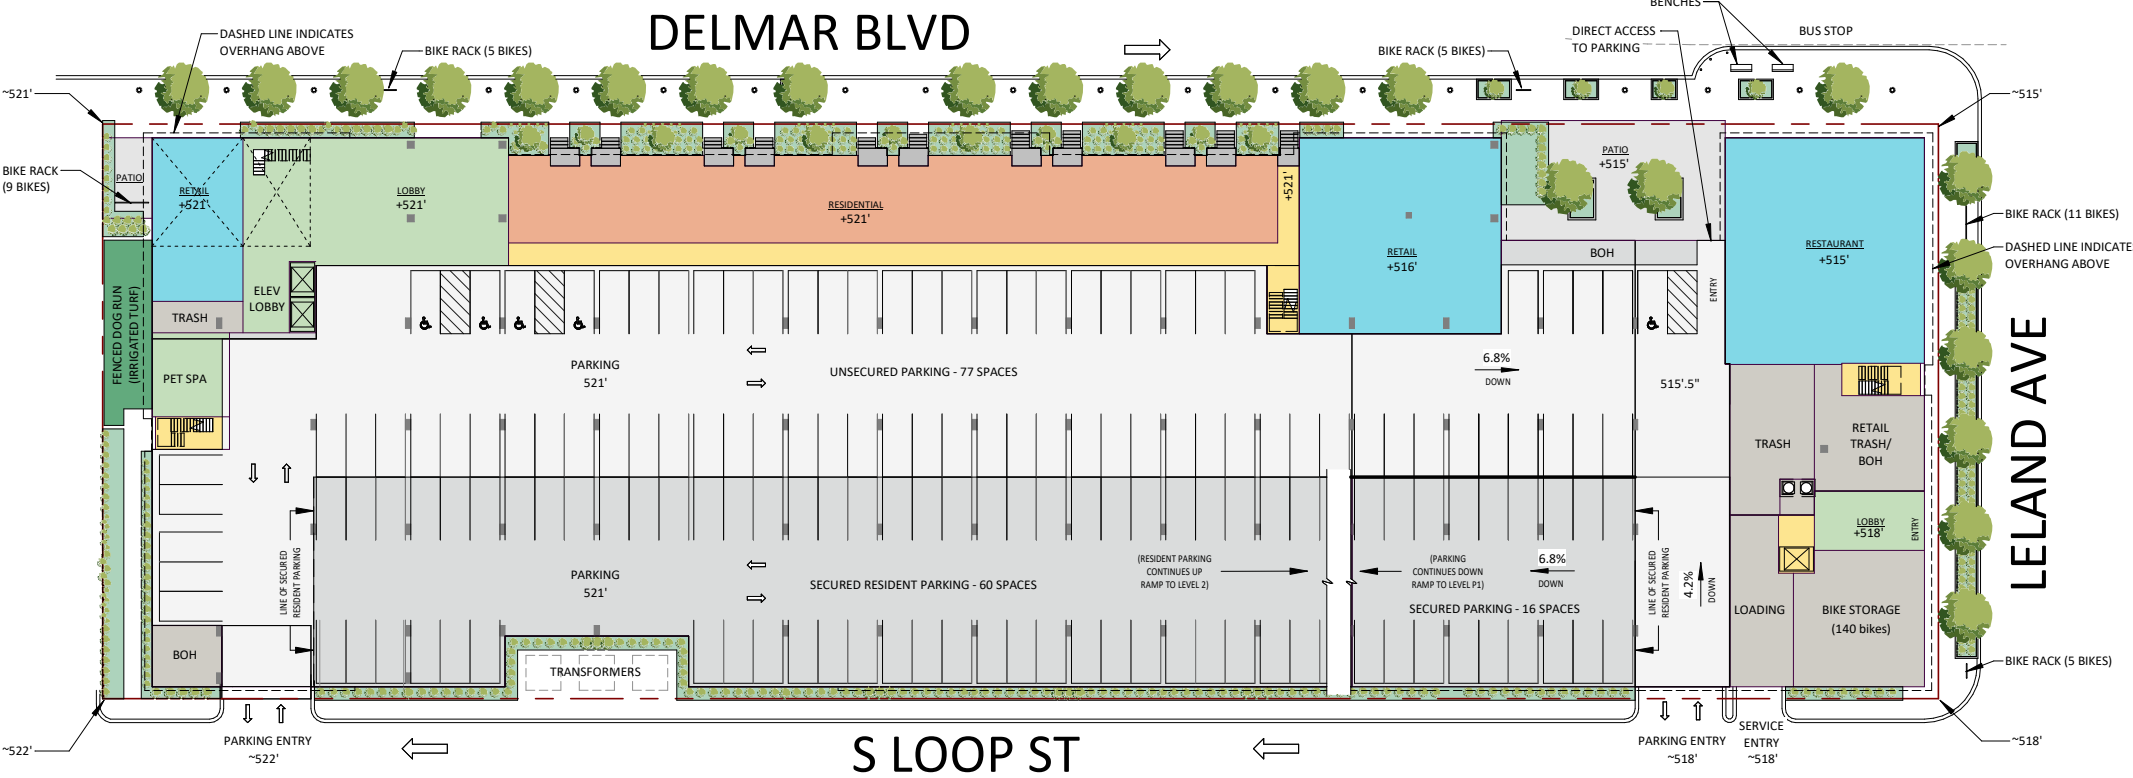 DELMAR BLVD
BENCHES
DASHED LINE INDICATES
OVERHANG ABOVE
BIKE RACK (5 BIKES)
BIKE RACK (5 BIKES)
DIRECT ACCESS
TO PARKING
BUS STOP
~521'
~515'
BIKE RACK
(9 BIKES)
PATIO
RETAIL
+521'
LOBBY
+521'
RESIDENTIAL
+521'
+521'
RETAIL
+516'
PATIO
+515'
BOH
RESTAURANT
+515'
BIKE RACK (11 BIKES)
DASHED LINE INDICATE
OVERHANG ABOVE
ENTRY
FENCED DOG RUN
(IRRIGATED TURF)
TRASH
ELEV
LOBBY
PET SPA
PARKING
521'
UNSECURED PARKING - 77 SPACES
6.8%
DOWN
515'.5"
TRASH
RETAIL
TRASH/
BOH
LELAND AVE
LOBBY
+518'
ENTRY
LINE OF SECURED
RESIDENT PARKING
PARKING
521'
SECURED RESIDENT PARKING - 60 SPACES
(RESIDENT PARKING
CONTINUES UP
RAMP TO LEVEL 2)
(PARKING
CONTINUES DOWN
RAMP TO LEVEL P1)
6.8%
DOWN
SECURED PARKING - 16 SPACES
LINE OF SECURED
RESIDENT PARKING
4.2%
DOWN
LOADING
BIKE STORAGE
(140 bikes)
BOH
TRANSFORMERS
BIKE RACK (5 BIKES)
~522'
PARKING ENTRY
~522'
S LOOP ST
PARKING ENTRY
~518'
SERVICE
ENTRY
~518'
~518'